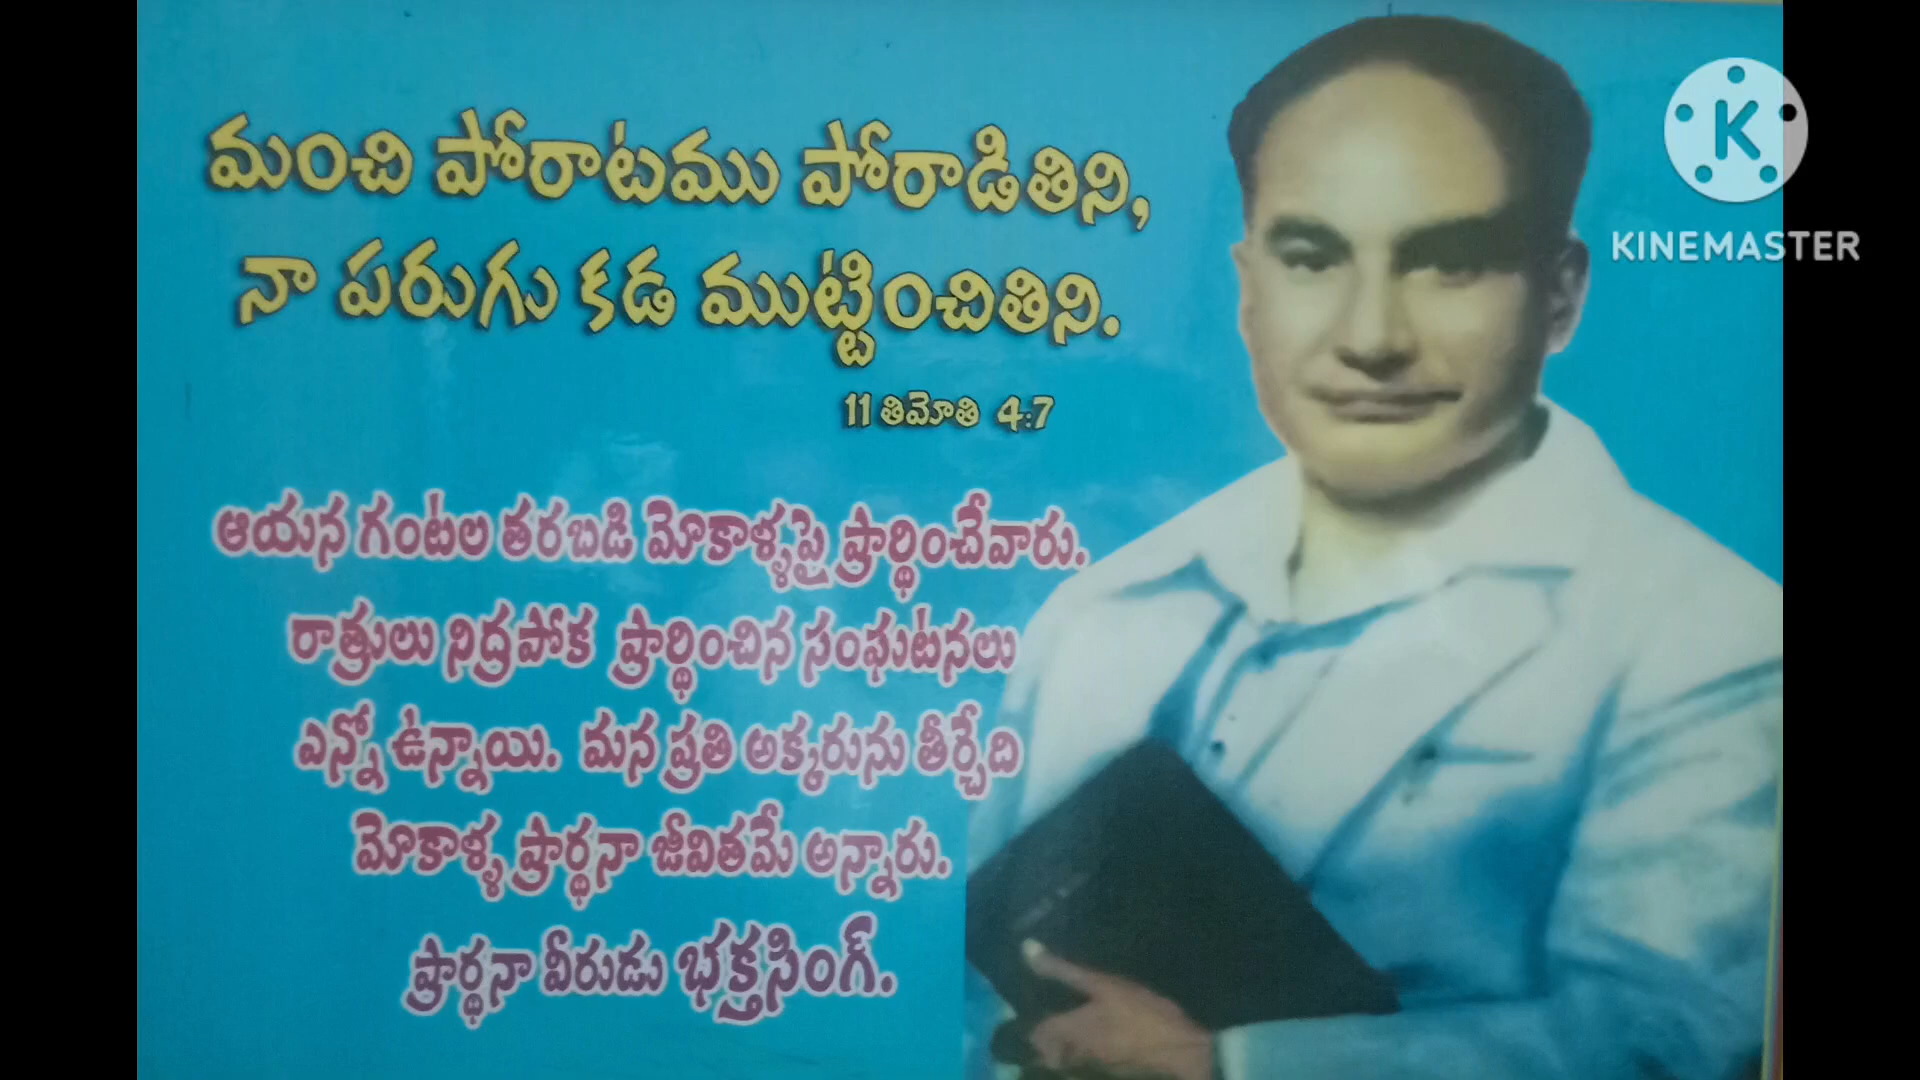 మంచి పోరాటము పోరాడితిని,
నా పరుగు కడ ముట్టించితిని.
11 తిమోతి 4:7
ఆయన గంటల తరబడి మోకాళ్ళపై ప్రార్థించేవారు.
రాత్రులు నిద్రపోక ప్రార్థించిన సంఘటనలు
ఎన్నో ఉన్నాయి. మన ప్రతి అక్కరును తీర్చేది
మోకాళ్ళ ప్రార్థనా జీవితమే అన్నారు.
ప్రార్థనా వీరుడు భక్తసింగ్.
K
KINEMASTER